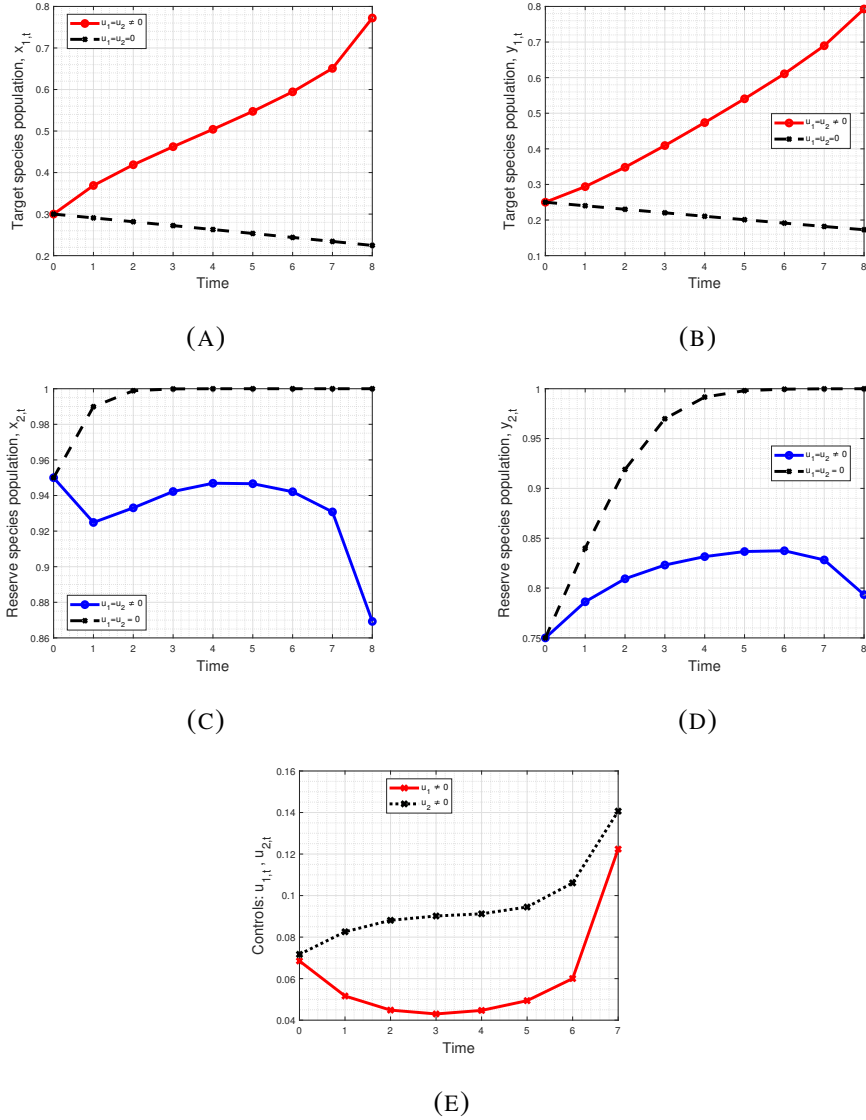 Target species population, x1,t
0.8
0.7
0.6
0.5
0.4
0.3
0.2
u1=u2 ≠ 0
u1=u2=0
0 1 2 3 4 5 6 7 8
Time
(A)
Target species population, y1,t
0.8
0.7
0.6
0.5
0.4
0.3
0.2
0.1
u1=u2 ≠ 0
u1=u2=0
0 1 2 3 4 5 6 7 8
Time
(B)
Reserve species population, x2,t
1
0.98
0.96
0.94
0.92
0.9
0.88
0.86
u1=u2 ≠ 0
u1=u2 = 0
0 1 2 3 4 5 6 7 8
Time
(C)
Reserve species population, y2,t
1
0.95
0.9
0.85
0.8
0.75
u1=u2 ≠ 0
u1=u2 = 0
0 1 2 3 4 5 6 7 8
Time
(D)
Controls: u1,t , u2,t
0.16
0.14
0.12
0.1
0.08
0.06
0.04
u1 ≠ 0
u2 ≠ 0
0 1 2 3 4 5 6 7
Time
(E)